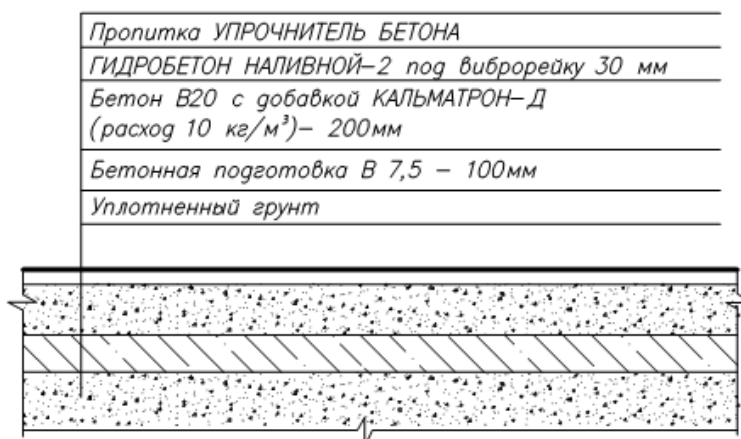 Пропитка УПРОЧНИТЕЛЬ БЕТОНА
ГИДРОБЕТОН НАЛИВНОЙ-2 под виброрейку 30 мм
Бетон В20 с добавкой КАЛЬМАТРОН-Д
(расход 10 кг/м³)- 200мм
Бетонная подготовка В 7,5 - 100мм
Уплотненный грунт